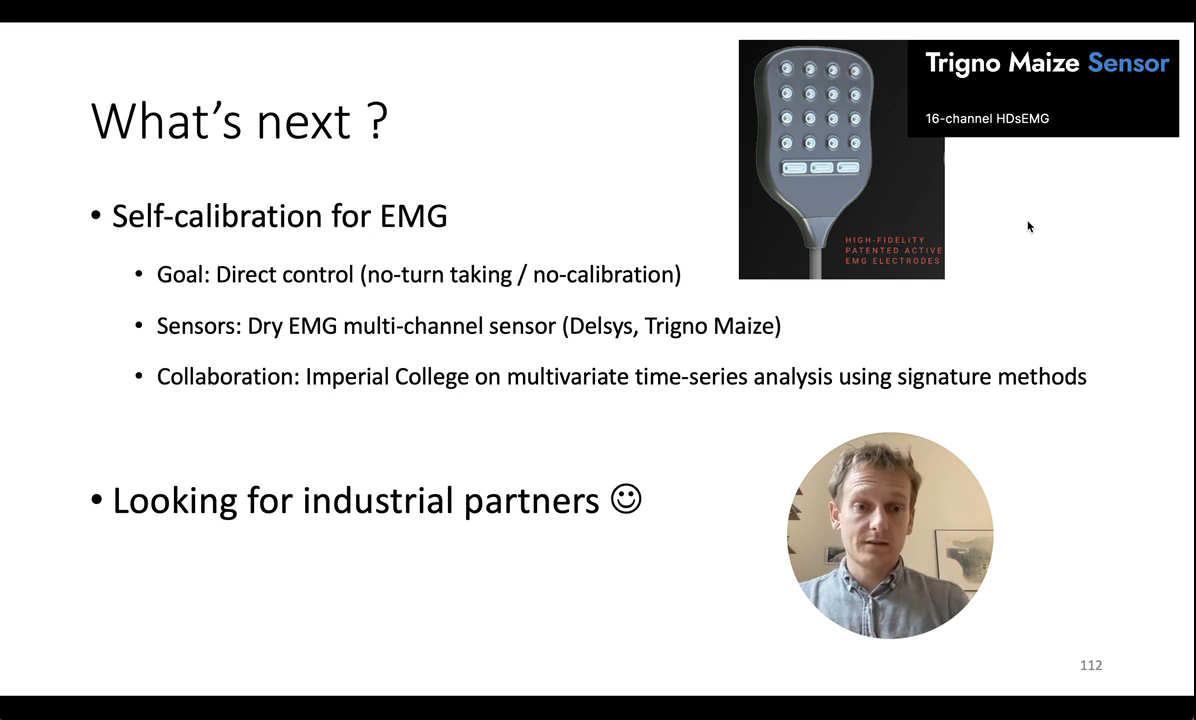 What's next ?
Trigno Maize Sensor
16-channel HDsEMG
HIGH-FIDELITY
PATENTED ACTIVE
EMG ELECTRODES
• Self-calibration for EMG
• Goal: Direct control (no-turn taking / no-calibration)
• Sensors: Dry EMG multi-channel sensor (Delsys, Trigno Maize)
• Collaboration: Imperial College on multivariate time-series analysis using signature methods
• Looking for industrial partners ☺
112